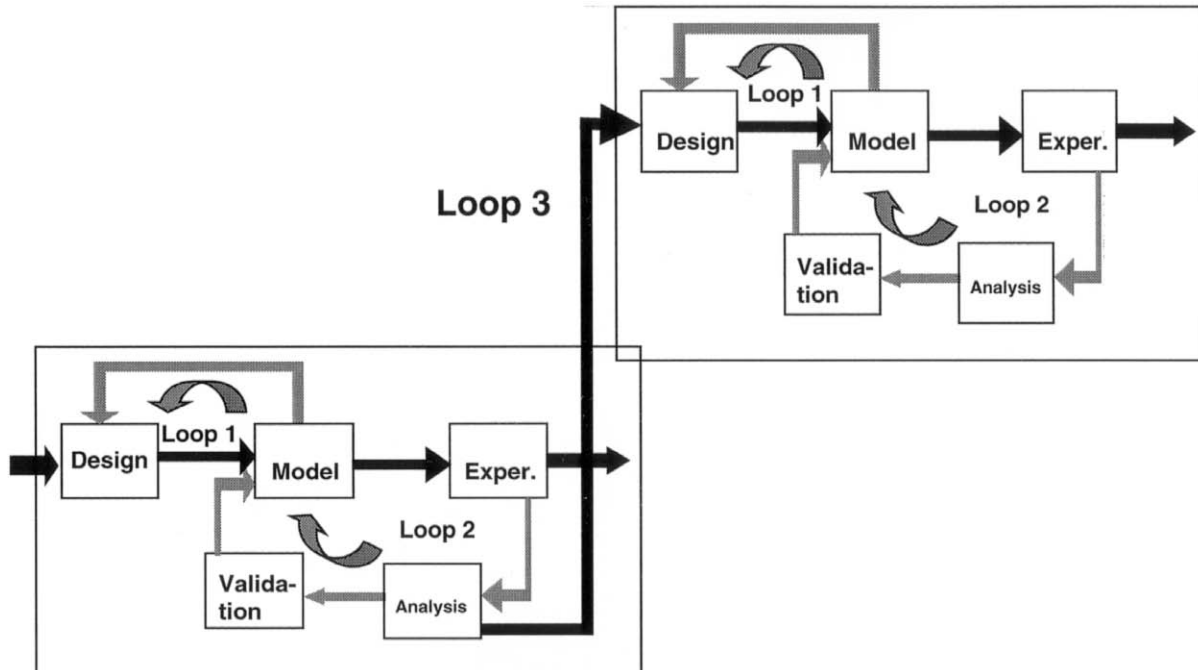 Loop 1
Design
Model
Exper.
Loop 3
Loop 2
Valida-
tion
Analysis
Loop 1
Design
Model
Exper.
Loop 2
Valida-
tion
Analysis